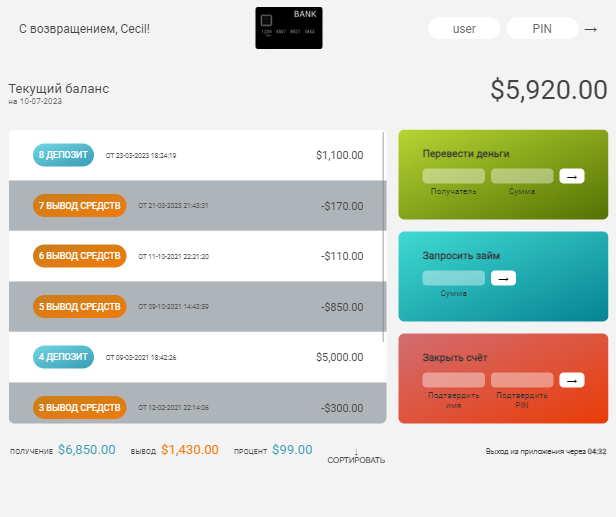 С возвращением, Cecil!
BANK
1234 4567 8901 3463
user
PIN
→
Текущий баланс
на 10-07-2023
$5,920.00
8 ДЕПОЗИТ ОТ 23-03-2023 18:24:19 $1,100.00
7 ВЫВОД СРЕДСТВ ОТ 21-03-2023 21:43:31 -$170.00
6 ВЫВОД СРЕДСТВ ОТ 11-10-2021 22:21:20 -$110.00
5 ВЫВОД СРЕДСТВ ОТ 09-10-2021 14:43:59 -$850.00
4 ДЕПОЗИТ ОТ 09-03-2021 18:42:26 $5,000.00
3 ВЫВОД СРЕДСТВ ОТ 12-02-2021 22:14:06 -$300.00
Перевести деньги
→
Получатель Сумма
Запросить займ
→
Сумма
Закрыть счёт
→
Подтвердить имя
Подтвердить PIN
ПОЛУЧЕНИЕ $6,850.00 ВЫВОД $1,430.00 ПРОЦЕНТ $99.00
↓ СОРТИРОВАТЬ
Выход из приложения через 04:32